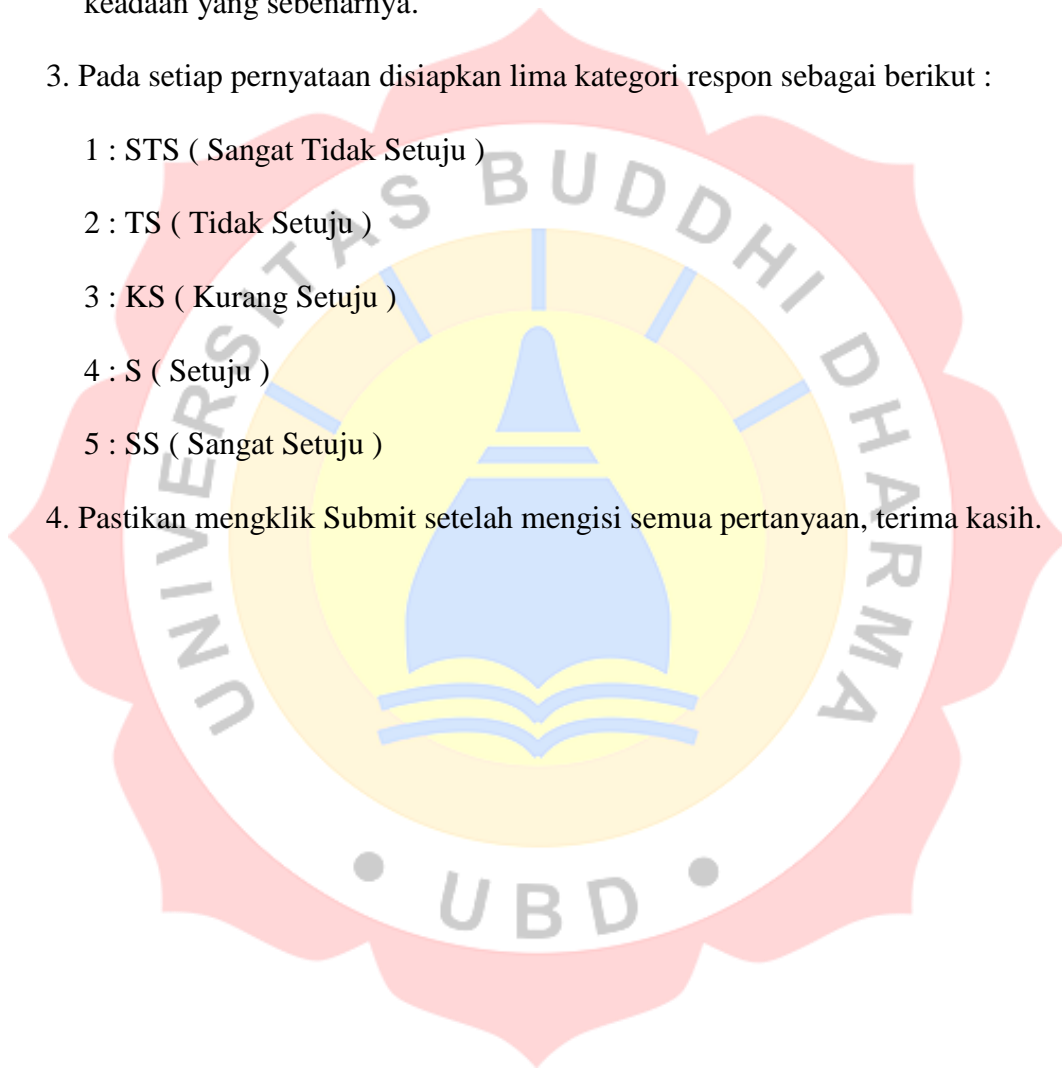 keadaan yang sebenarnya.
3. Pada setiap pernyataan disiapkan lima kategori respon sebagai berikut :
1 : STS ( Sangat Tidak Setuju )
2 : TS ( Tidak Setuju )
3 : KS ( Kurang Setuju )
4 : S ( Setuju )
5 : SS ( Sangat Setuju )
4. Pastikan mengklik Submit setelah mengisi semua pertanyaan, terima kasih.
UNIVERSITAS BUDDHI DHARMA
• UBD •